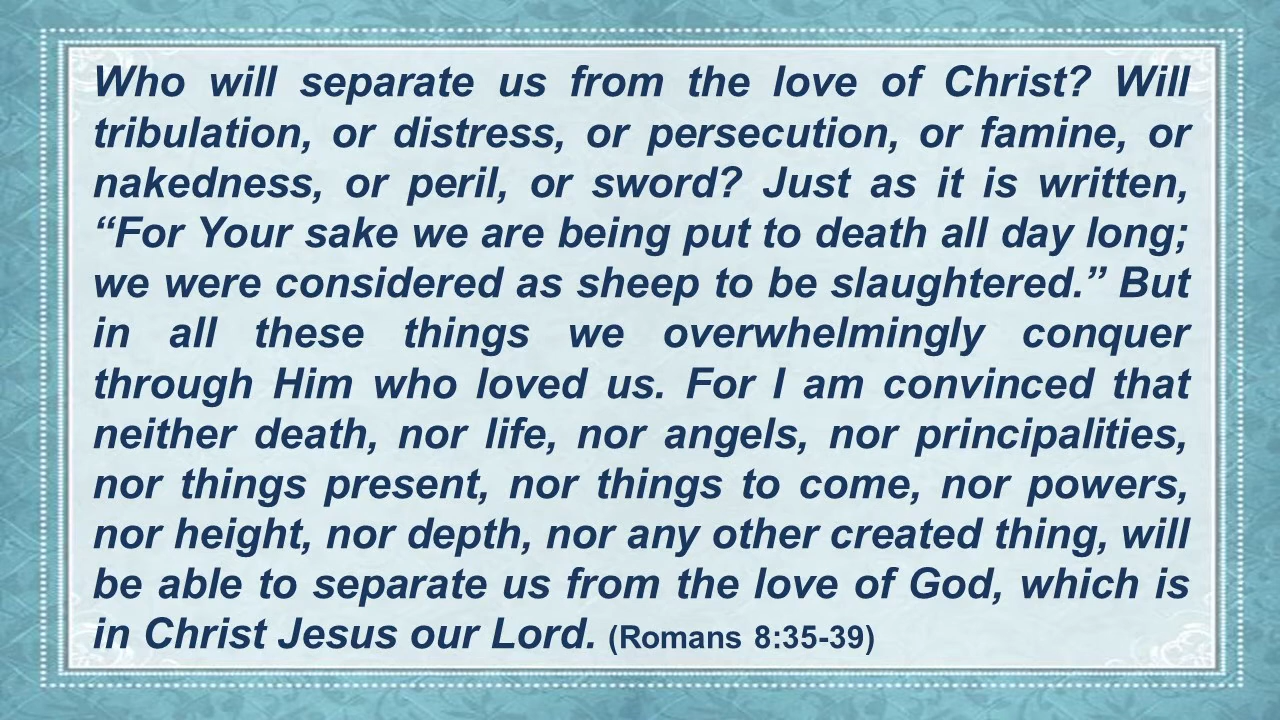 Who will separate us from the love of Christ? Will
tribulation, or distress, or persecution, or famine, or
nakedness, or peril, or sword? Just as it is written,
“For Your sake we are being put to death all day long;
we were considered as sheep to be slaughtered.” But
in all these things we overwhelmingly conquer
through Him who loved us. For I am convinced that
neither death, nor life, nor angels, nor principalities,
nor things present, nor things to come, nor powers,
nor height, nor depth, nor any other created thing, will
be able to separate us from the love of God, which is
in Christ Jesus our Lord. (Romans 8:35-39)